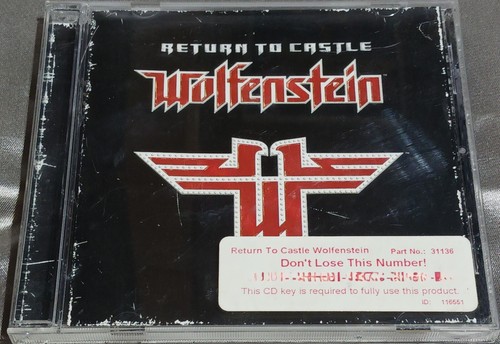 RETURN TO CASTLE
Wolfenstein
Return To Castle Wolfenstein Part No.: 31136
Don't Lose This Number!
This CD key is required to fully use this product.
ID: 116551